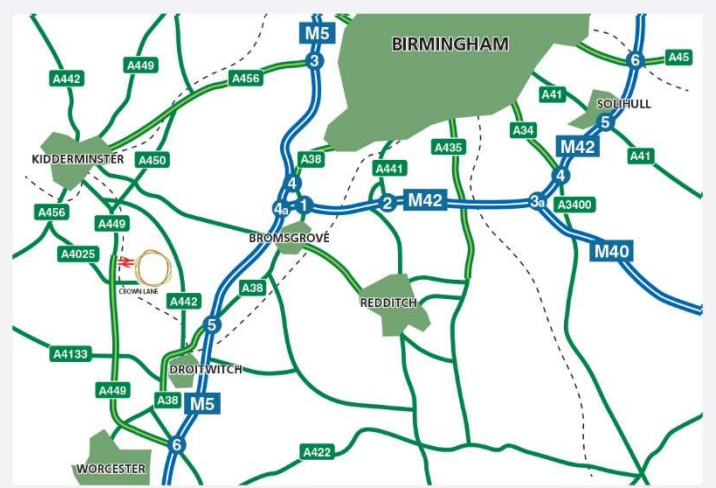 M5
BIRMINGHAM
A442
A449
A456
3
6
A45
A41
SOLIHULL
A34
5
KIDDERMINSTER
A450
A38
A441
A435
M42
A41
4
4
A456
A449
4a
1
2
M42
3a
A3400
BROMSGROVE
M40
A4025
CROWN LANE
A442
A38
REDDITCH
5
A4133
DROITWITCH
A449
A38
M5
6
WORCESTER
A422